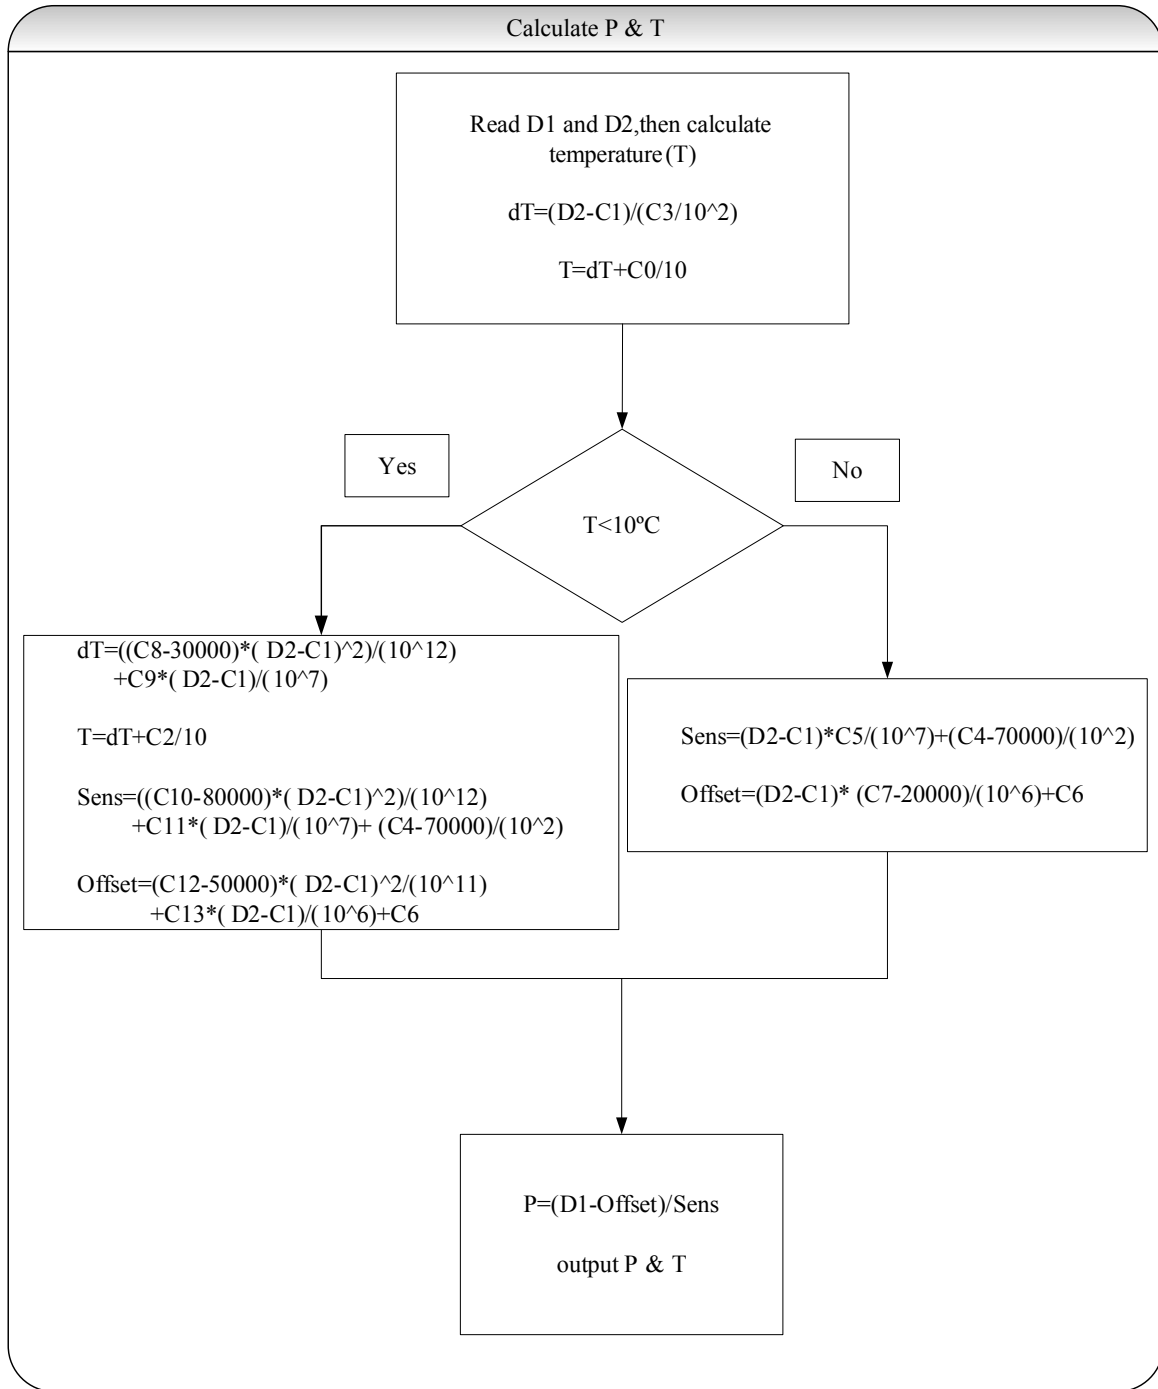 Calculate P & T
Read D1 and D2,then calculate
temperature(T)
dT=(D2-C1)/(C3/10^2)
T=dT+C0/10
Yes
No
T<10ºC
dT=((C8-30000)*( D2-C1)^2)/(10^12)
+C9*( D2-C1)/(10^7)
T=dT+C2/10
Sens=((C10-80000)*( D2-C1)^2)/(10^12)
+C11*( D2-C1)/(10^7)+ (C4-70000)/(10^2)
Offset=(C12-50000)*( D2-C1)^2/(10^11)
+C13*( D2-C1)/(10^6)+C6
Sens=(D2-C1)*C5/(10^7)+(C4-70000)/(10^2)
Offset=(D2-C1)* (C7-20000)/(10^6)+C6
P=(D1-Offset)/Sens
output P & T